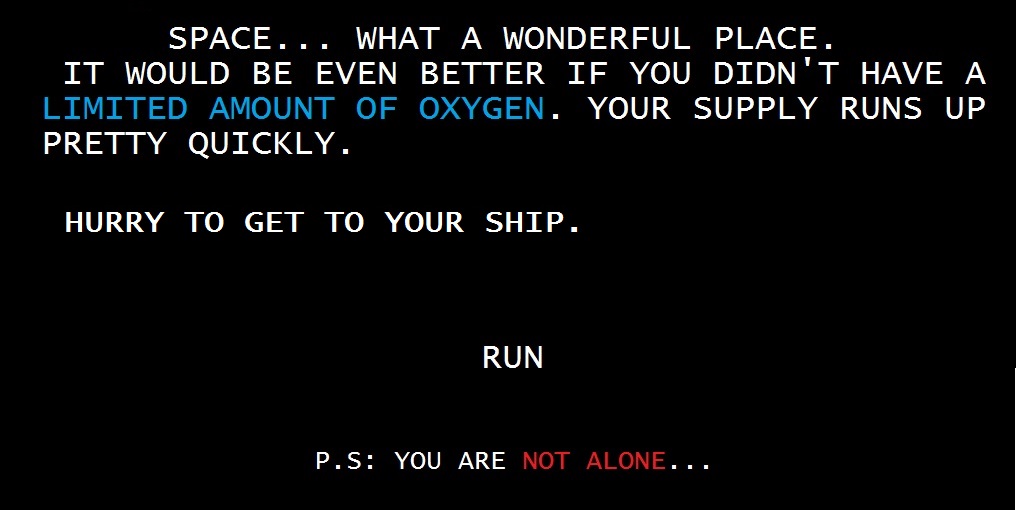 SPACE... WHAT A WONDERFUL PLACE.
IT WOULD BE EVEN BETTER IF YOU DIDN'T HAVE A
LIMITED AMOUNT OF OXYGEN. YOUR SUPPLY RUNS UP
PRETTY QUICKLY.
HURRY TO GET TO YOUR SHIP.
RUN
P.S: YOU ARE NOT ALONE...